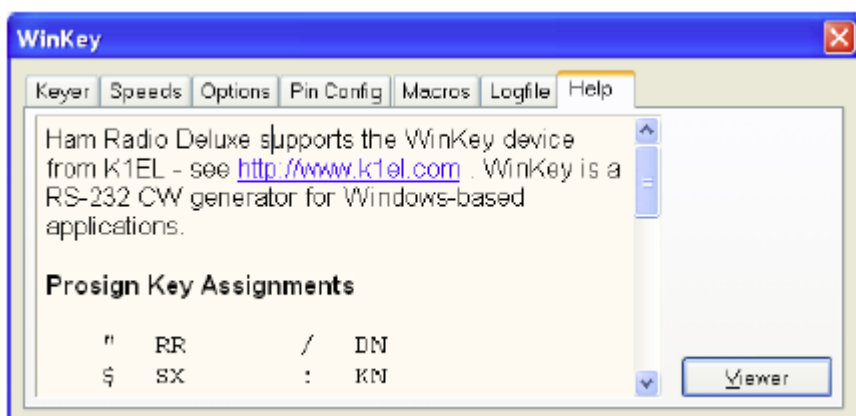 WinKey
Keyer Speeds Options Pin Config Macros Logfile Help
Ham Radio Deluxe supports the WinKey device
from K1EL - see http://www.k1el.com . WinKey is a
RS-232 CW generator for Windows-based
applications.
Prosign Key Assignments
" RR / DN
$ SX : KN
Viewer